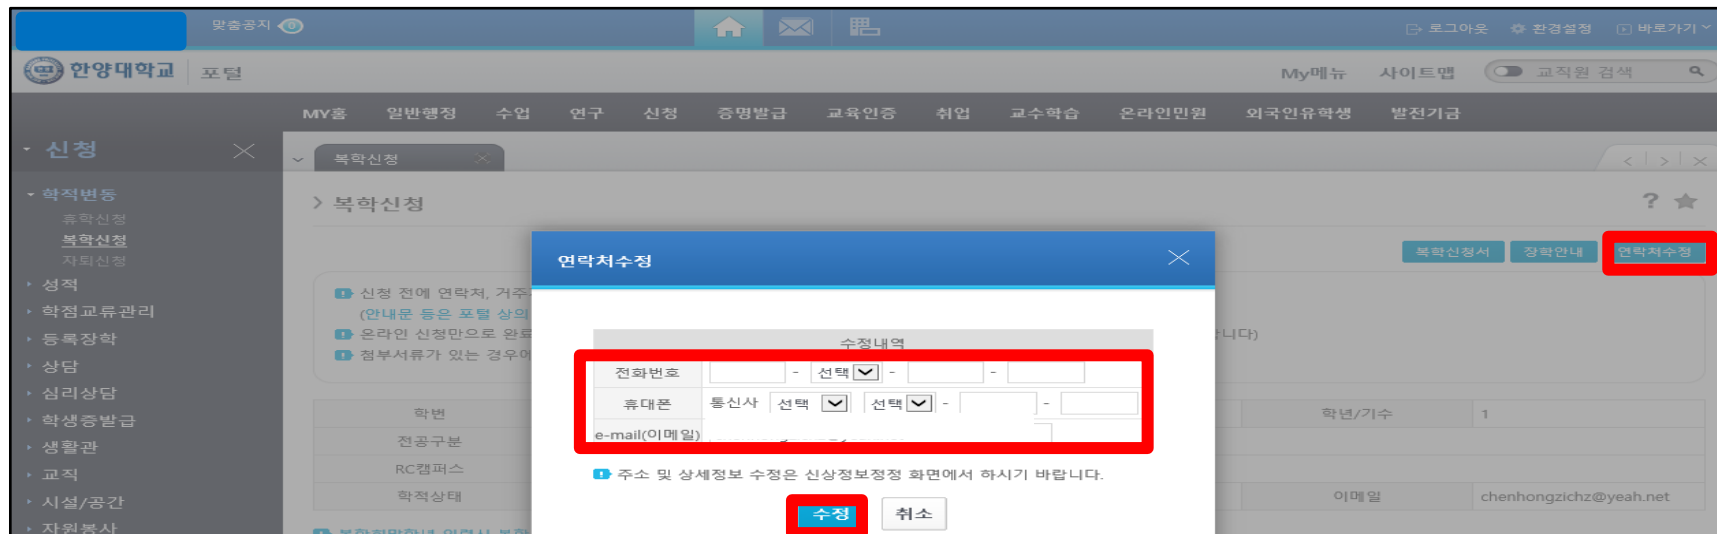 맞춤공지 0
로그아웃 환경설정 바로가기
한양대학교 포털
My메뉴 사이트맵 교직원 검색
MY홈 일반행정 수업 연구 신청 증명발급 교육인증 취업 교수학습 온라인민원 외국인유학생 발전기금
신청
복학신청
학적변동
휴학신청
복학신청
자퇴신청
성적
학점교류관리
등록장학
상담
심리상담
학생증발급
생활관
교직
시설/공간
자원봉사
> 복학신청
?
복학신청서 장학안내 연락처수정
신청 전에 연락처, 거주
(안내문 등은 포털 상의
온라인 신청만으로 완료
니다)
첨부서류가 있는 경우에
학번
학년/기수 1
전공구분
RC캠퍼스
학적상태
이메일 chenhongzichz@yeah.net
연락처수정
수정내역
전화번호 - 선택 - -
휴대폰 통신사 선택 선택 - -
e-mail(이메일)
주소 및 상세정보 수정은 신상정보정정 화면에서 하시기 바랍니다.
수정 취소